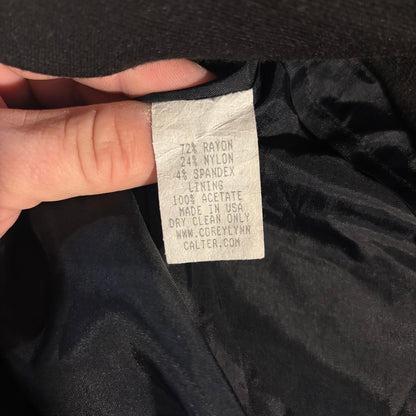 72% RAYON
24% NYLON
4% SPANDEX
LINING
100% ACETATE
MADE IN USA
DRY CLEAN ONLY
WWW.COREYLYNN
CALTER.COM